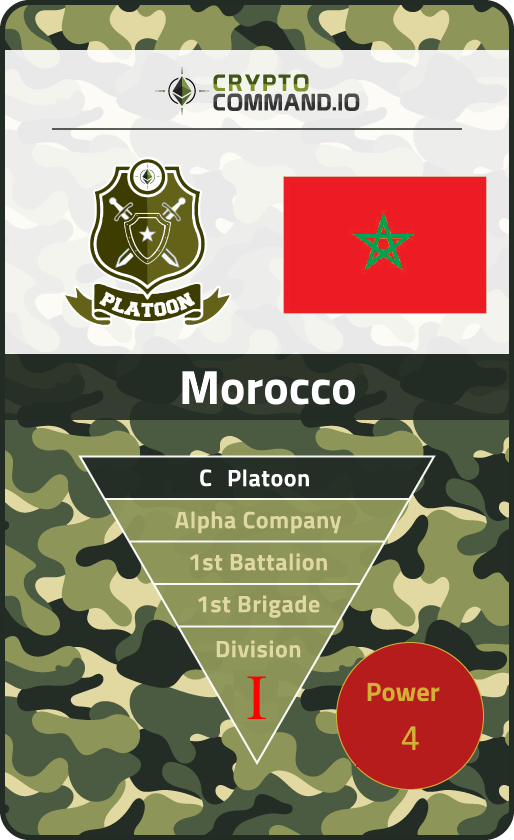 CRYPTO
COMMAND.IO
PLATOON
Morocco
C Platoon
Alpha Company
1st Battalion
1st Brigade
Division
I
Power
4